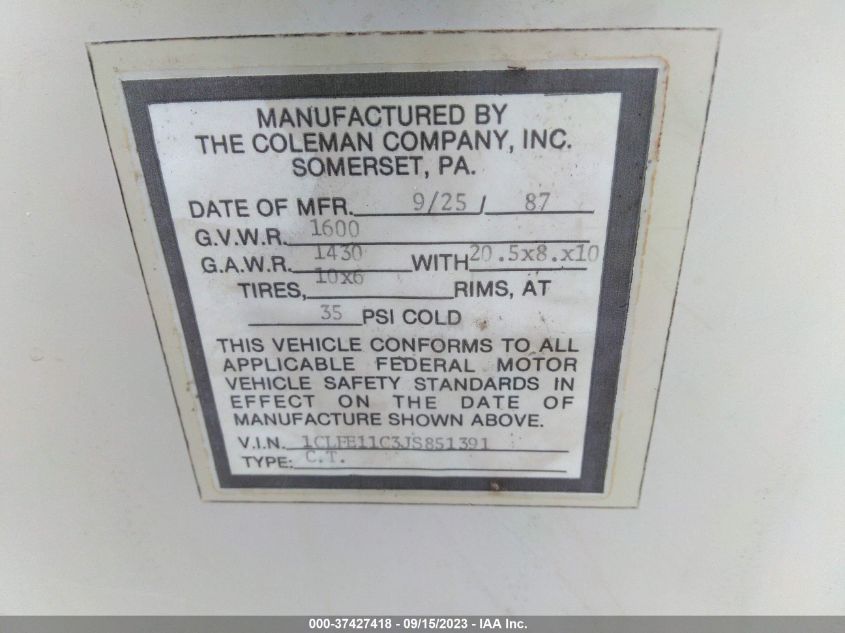 MANUFACTURED BY
THE COLEMAN COMPANY, INC.
SOMERSET, PA.
DATE OF MFR. 9/25 / 87
G.V.W.R. 1600
G.A.W.R. 1430 WITH 20.5x8.x10
TIRES, 10x6 RIMS, AT
35 PSI COLD
THIS VEHICLE CONFORMS TO ALL
APPLICABLE FEDERAL MOTOR
VEHICLE SAFETY STANDARDS IN
EFFECT ON THE DATE OF
MANUFACTURE SHOWN ABOVE.
V.I.N. 1CLFE11C3JS851391
TYPE: C.T.
000-37427418 - 09/15/2023 - IAA Inc.